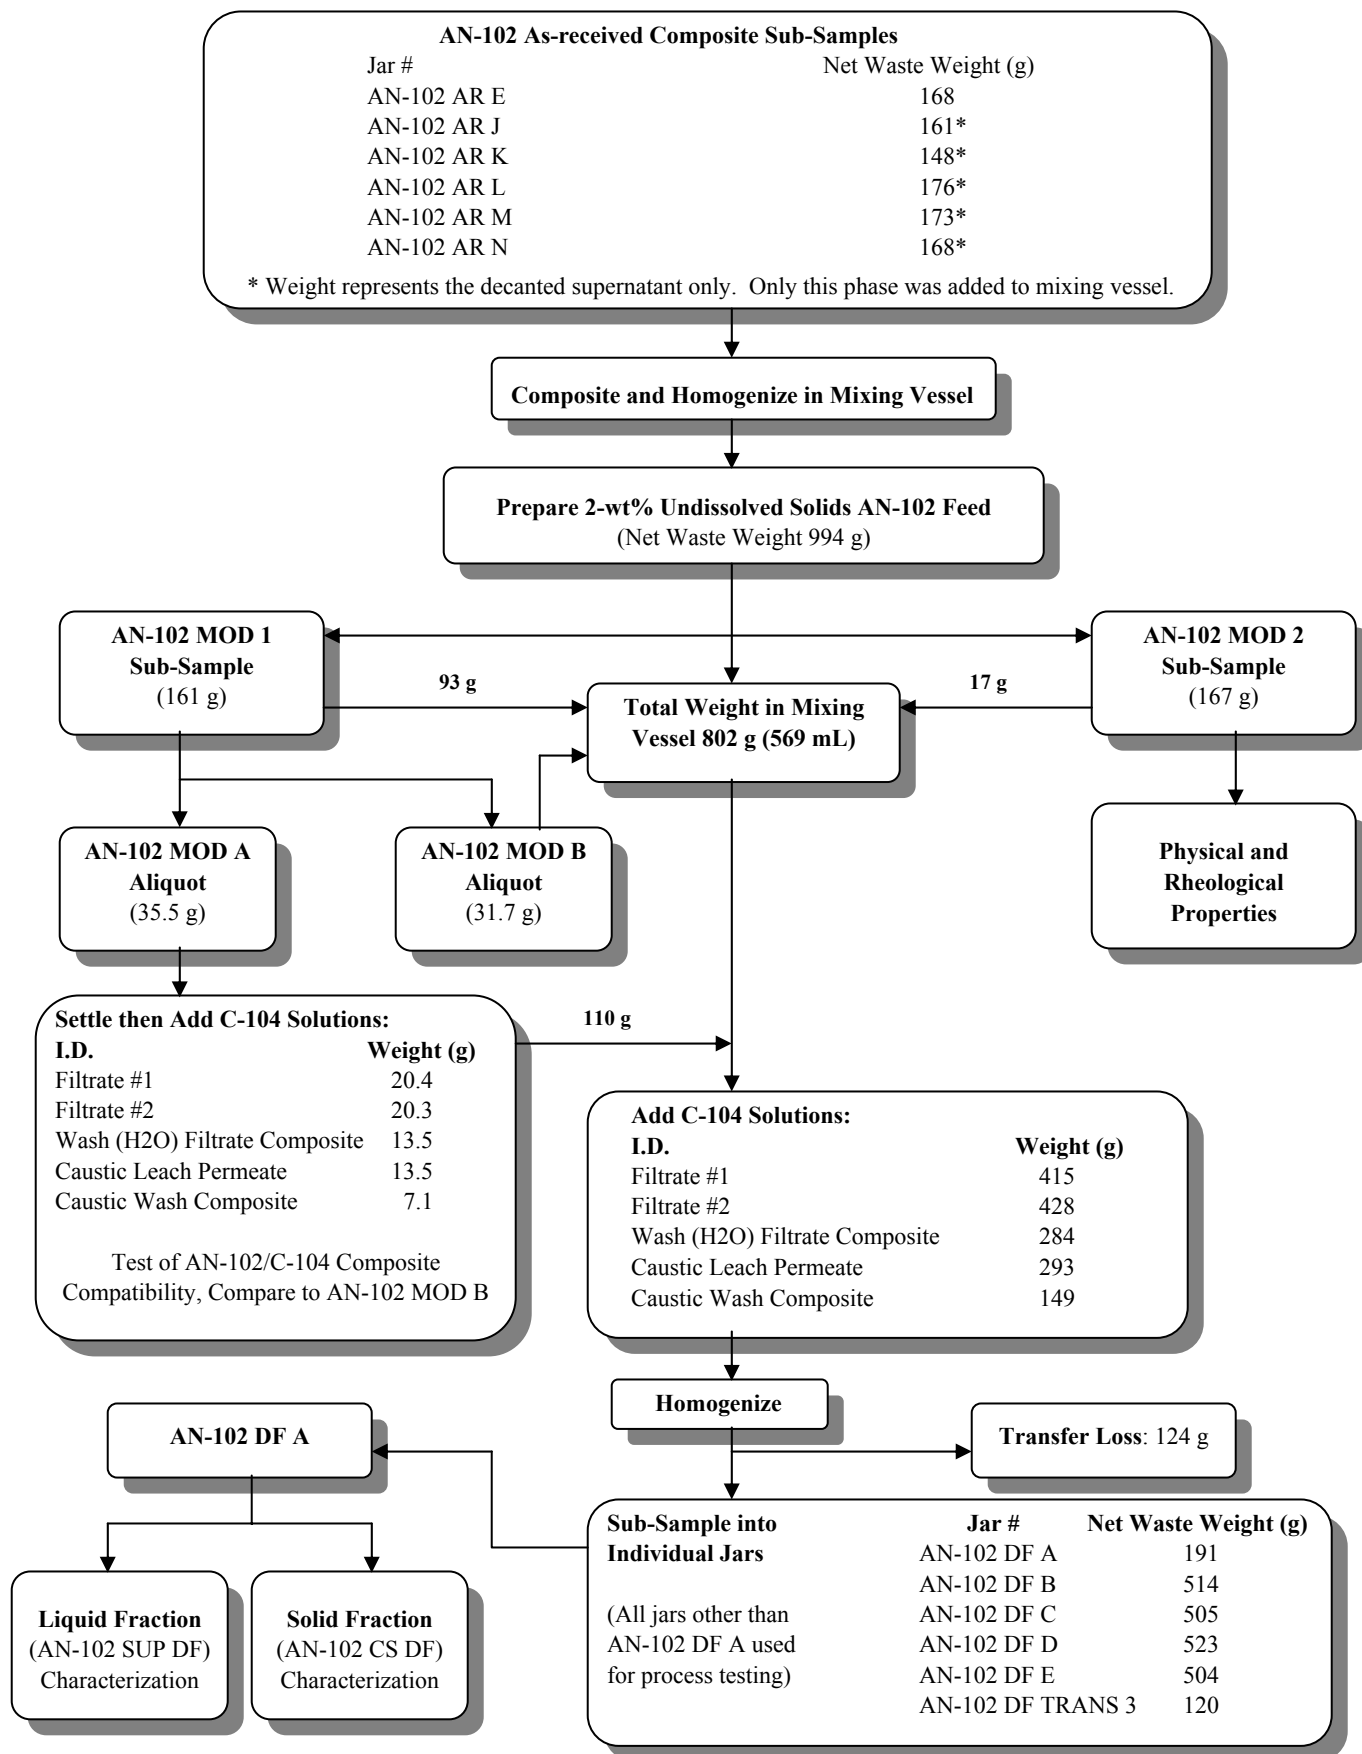 AN-102 As-received Composite Sub-Samples
Jar # Net Waste Weight (g)
AN-102 AR E 168
AN-102 AR J 161*
AN-102 AR K 148*
AN-102 AR L 176*
AN-102 AR M 173*
AN-102 AR N 168*
* Weight represents the decanted supernatant only. Only this phase was added to mixing vessel.
Composite and Homogenize in Mixing Vessel
Prepare 2-wt% Undissolved Solids AN-102 Feed
(Net Waste Weight 994 g)
AN-102 MOD 1
Sub-Sample
(161 g)
93 g
Total Weight in Mixing
Vessel 802 g (569 mL)
17 g
AN-102 MOD 2
Sub-Sample
(167 g)
AN-102 MOD A
Aliquot
(35.5 g)
AN-102 MOD B
Aliquot
(31.7 g)
Physical and
Rheological
Properties
Settle then Add C-104 Solutions:
I.D. Weight (g)
Filtrate #1 20.4
Filtrate #2 20.3
Wash (H2O) Filtrate Composite 13.5
Caustic Leach Permeate 13.5
Caustic Wash Composite 7.1
Test of AN-102/C-104 Composite
Compatibility, Compare to AN-102 MOD B
110 g
Add C-104 Solutions:
I.D. Weight (g)
Filtrate #1 415
Filtrate #2 428
Wash (H2O) Filtrate Composite 284
Caustic Leach Permeate 293
Caustic Wash Composite 149
Homogenize
Transfer Loss: 124 g
AN-102 DF A
Liquid Fraction
(AN-102 SUP DF)
Characterization
Solid Fraction
(AN-102 CS DF)
Characterization
Sub-Sample into
Individual Jars
(All jars other than
AN-102 DF A used
for process testing)
Jar # Net Waste Weight (g)
AN-102 DF A 191
AN-102 DF B 514
AN-102 DF C 505
AN-102 DF D 523
AN-102 DF E 504
AN-102 DF TRANS 3 120